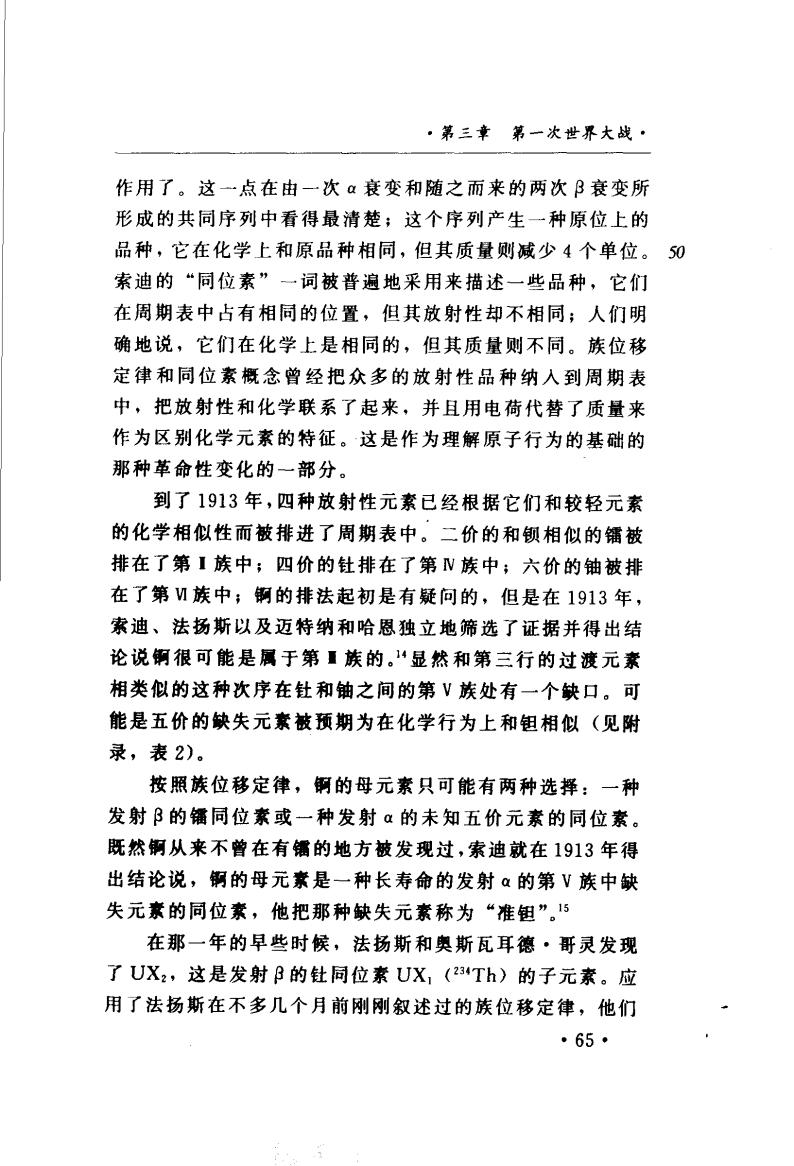 ·第三章 第一次世界大战·
作用了。这一点在由一次α衰变和随之而来的两次β衰变所
形成的共同序列中看得最清楚；这个序列产生一种原位上的
品种，它在化学上和原品种相同，但其质量则减少4个单位。 50
索迪的“同位素”一词被普遍地采用来描述一些品种，它们
在周期表中占有相同的位置，但其放射性却不相同；人们明
确地说，它们在化学上是相同的，但其质量则不同。族位移
定律和同位素概念曾经把众多的放射性品种纳入到周期表
中，把放射性和化学联系了起来，并且用电荷代替了质量来
作为区别化学元素的特征。这是作为理解原子行为的基础的
那种革命性变化的一部分。
到了1913年，四种放射性元素已经根据它们和较轻元素
的化学相似性而被排进了周期表中。二价的和钡相似的镭被
排在了第Ⅱ族中；四价的钍排在了第Ⅳ族中；六价的铀被排
在了第Ⅵ族中；锕的排法起初是有疑问的，但是在1913年，
索迪、法扬斯以及迈特纳和哈恩独立地筛选了证据并得出结
论说锕很可能是属于第Ⅲ族的。¹⁴显然和第三行的过渡元素
相类似的这种次序在钍和铀之间的第Ⅴ族处有一个缺口。可
能是五价的缺失元素被预期为在化学行为上和钽相似（见附
录，表2）。
按照族位移定律，锕的母元素只可能有两种选择：一种
发射β的镭同位素或一种发射α的未知五价元素的同位素。
既然锕从来不曾在有镭的地方被发现过，索迪就在1913年得
出结论说，锕的母元素是一种长寿命的发射α的第Ⅴ族中缺
失元素的同位素，他把那种缺失元素称为“准钽”。¹⁵
在那一年的早些时候，法扬斯和奥斯瓦耳德·哥灵发现
了UX₂，这是发射β的钍同位素UX₁（²³⁴Th）的子元素。应
用了法扬斯在不多几个月前刚刚叙述过的族位移定律，他们
·65·